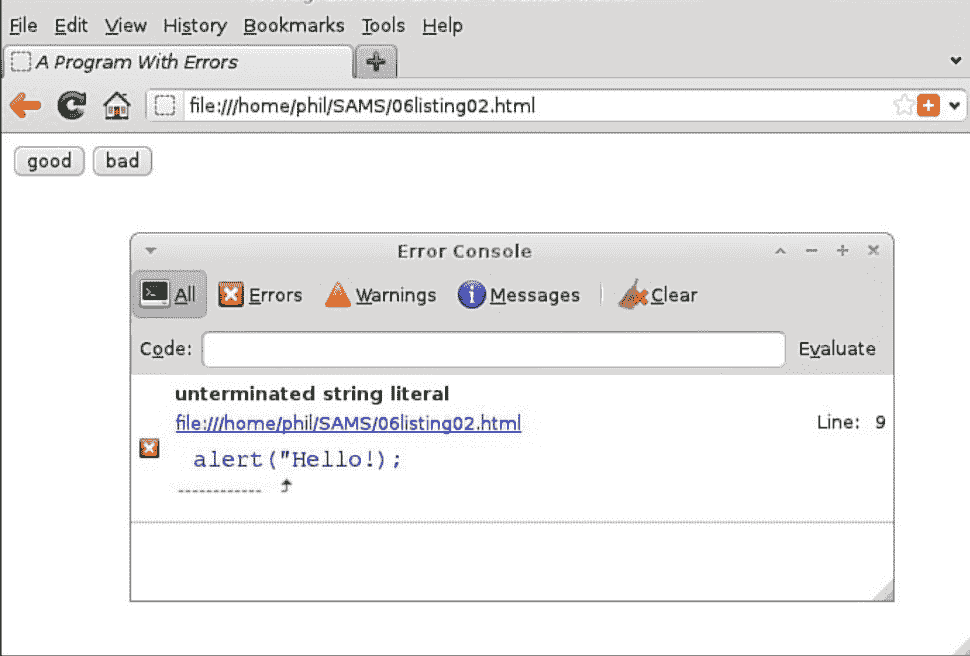 File Edit View History Bookmarks Tools Help
A Program With Errors
file:///home/phil/SAMS/06listing02.html
good bad
Error Console
All Errors Warnings Messages Clear
Code: Evaluate
unterminated string literal
file:///home/phil/SAMS/06listing02.html Line: 9
alert("Hello!);